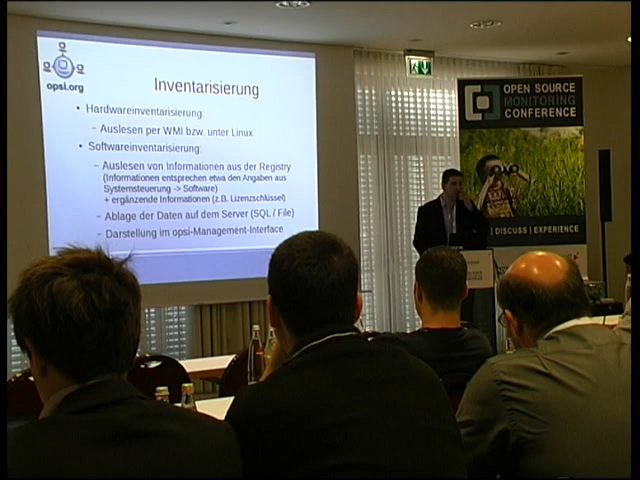 opsi.org
Inventarisierung
• Hardwareinventarisierung:
– Auslesen per WMI bzw. unter Linux
• Softwareinventarisierung:
– Auslesen von Informationen aus der Registry
(Informationen entsprechen etwa den Angaben aus
Systemsteuerung -> Software)
+ ergänzende Informationen (z.B. Lizenzschlüssel)
– Ablage der Daten auf dem Server (SQL / File)
– Darstellung im opsi-Management-Interface
OPEN SOURCE
MONITORING
CONFERENCE
| DISCUSS | EXPERIENCE